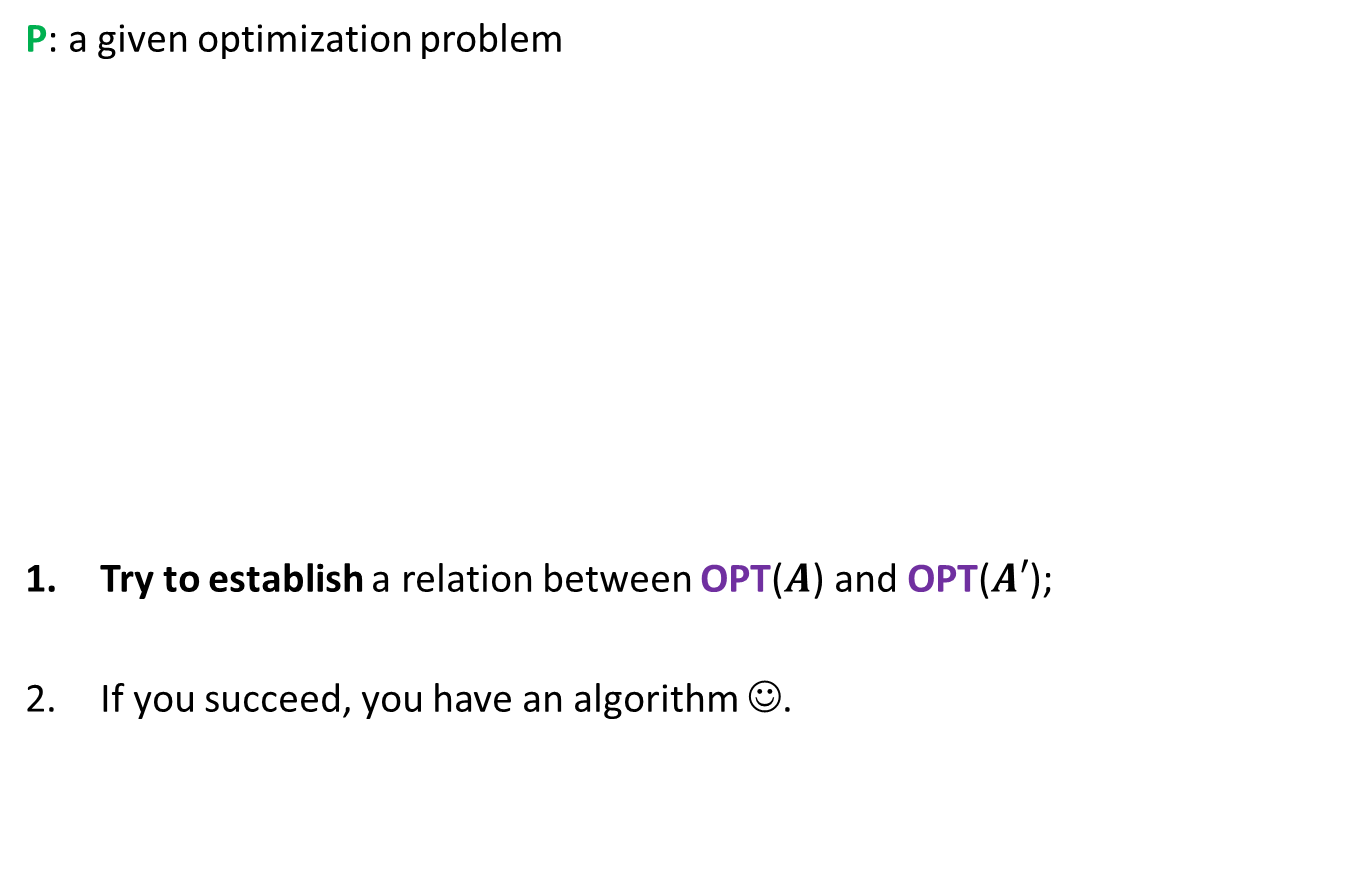 P: a given optimization problem
1. Try to establish a relation between OPT(A) and OPT(A′);
2. If you succeed, you have an algorithm ☺.